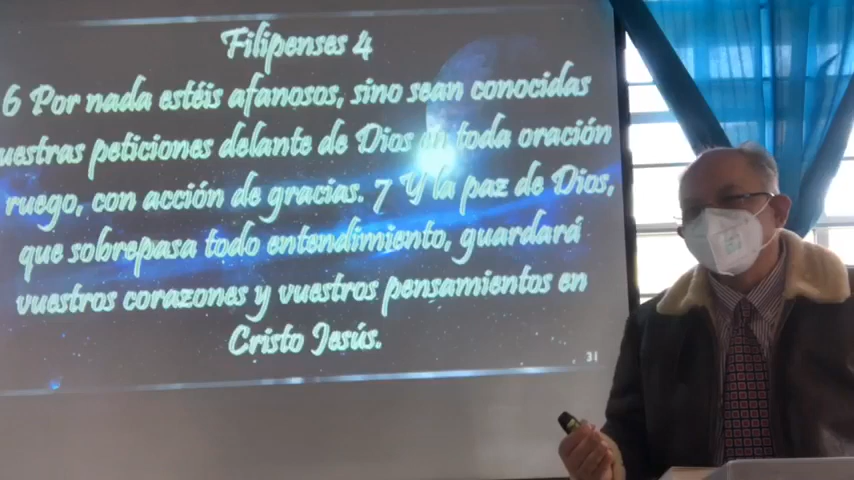 Filipenses 4
6 Por nada estéis afanosos, sino sean conocidas
uestras peticiones delante de Dios en toda oración
ruego, con acción de gracias. 7 Y la paz de Dios,
que sobrepasa todo entendimiento, guardará
vuestros corazones y vuestros pensamientos en
Cristo Jesús.
31